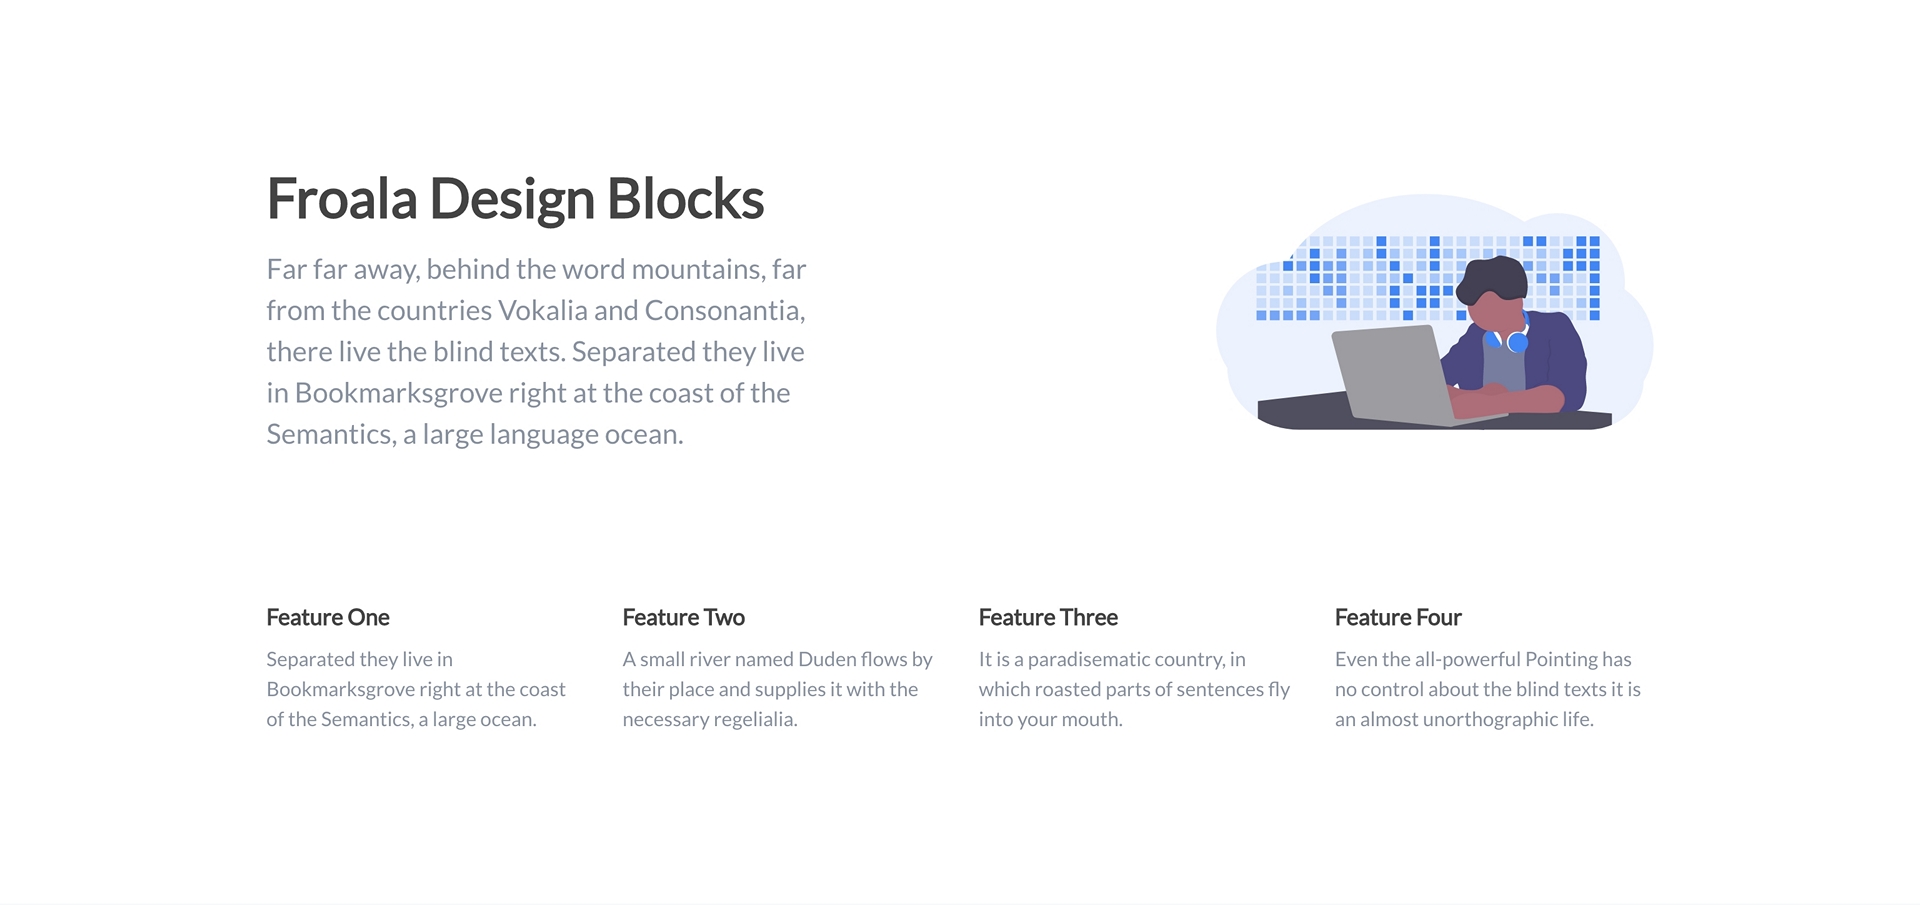 Froala Design Blocks
Far far away, behind the word mountains, far
from the countries Vokalia and Consonantia,
there live the blind texts. Separated they live
in Bookmarksgrove right at the coast of the
Semantics, a large language ocean.
Feature One
Separated they live in
Bookmarksgrove right at the coast
of the Semantics, a large ocean.
Feature Two
A small river named Duden flows by
their place and supplies it with the
necessary regelialia.
Feature Three
It is a paradisematic country, in
which roasted parts of sentences fly
into your mouth.
Feature Four
Even the all-powerful Pointing has
no control about the blind texts it is
an almost unorthographic life.